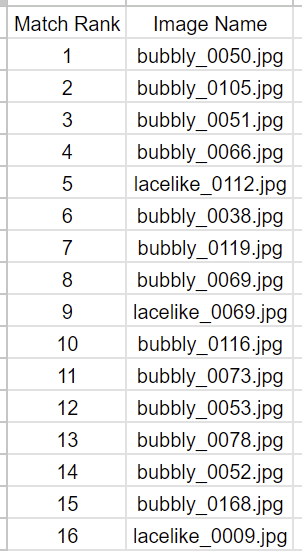 Match Rank Image Name
1 bubbly_0050.jpg
2 bubbly_0105.jpg
3 bubbly_0051.jpg
4 bubbly_0066.jpg
5 lacelike_0112.jpg
6 bubbly_0038.jpg
7 bubbly_0119.jpg
8 bubbly_0069.jpg
9 lacelike_0069.jpg
10 bubbly_0116.jpg
11 bubbly_0073.jpg
12 bubbly_0053.jpg
13 bubbly_0078.jpg
14 bubbly_0052.jpg
15 bubbly_0168.jpg
16 lacelike_0009.jpg